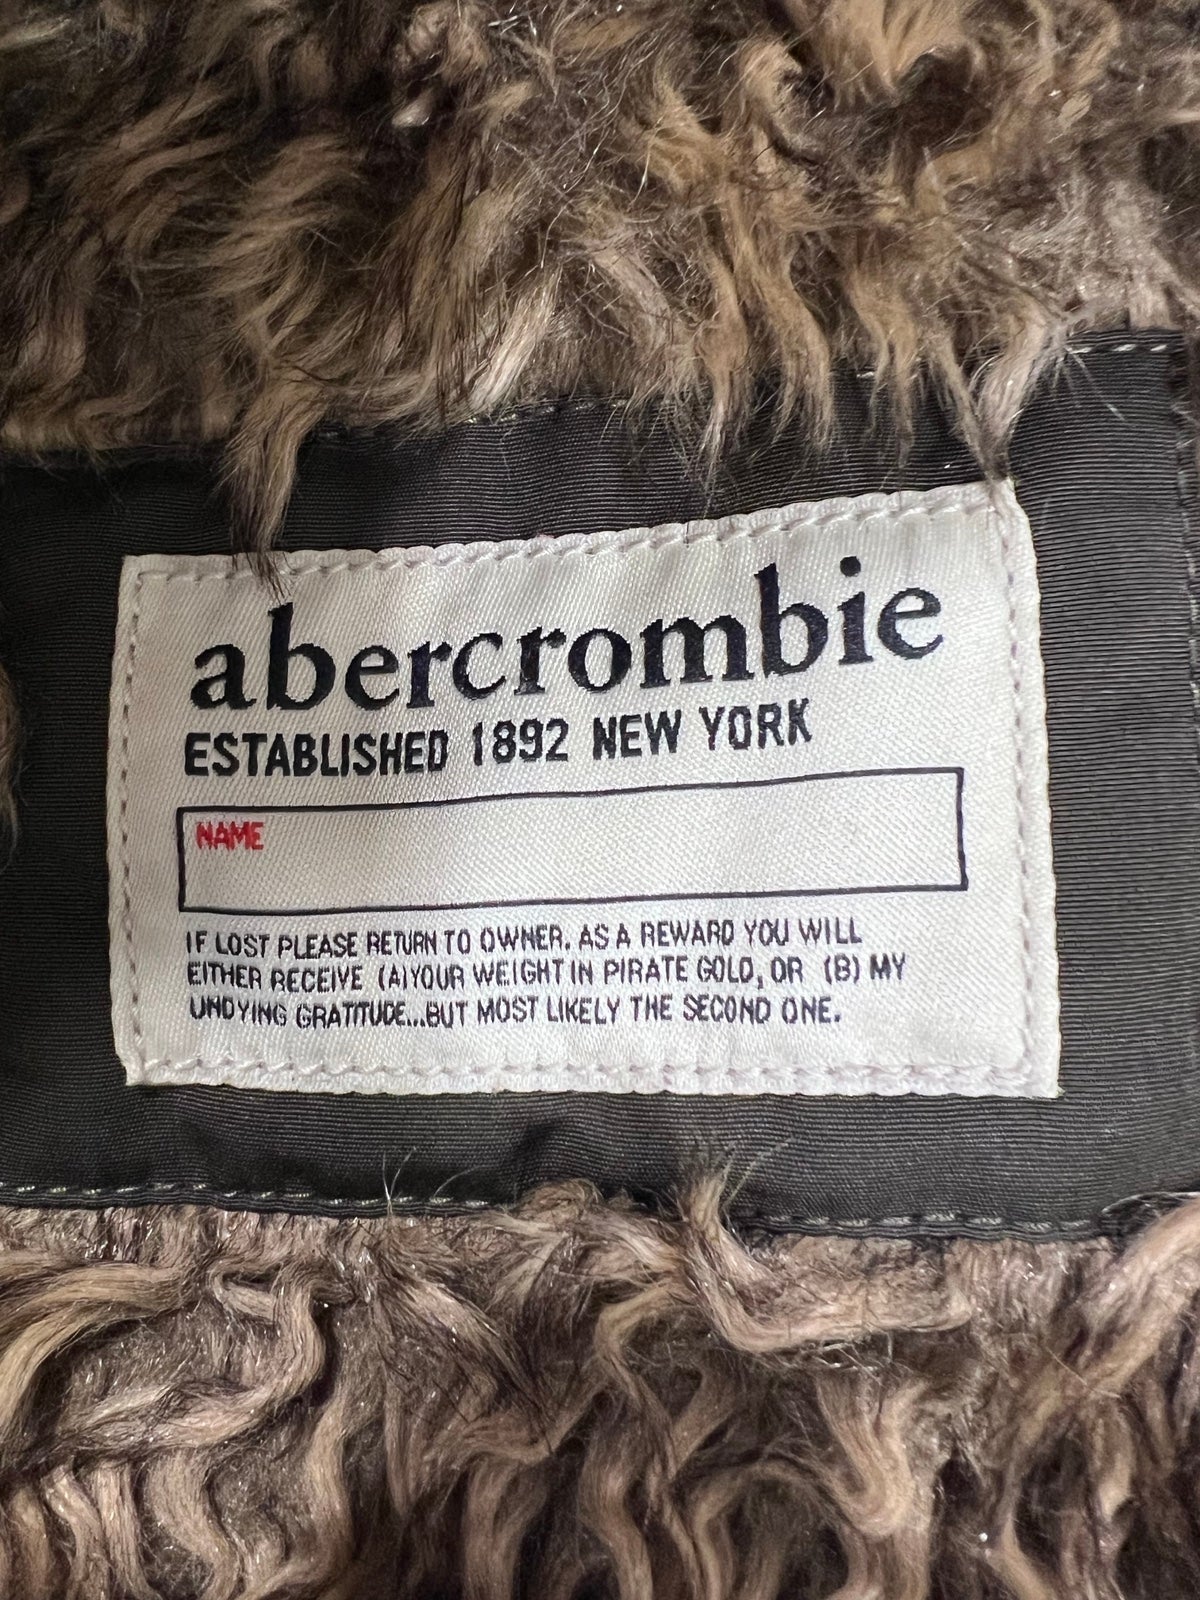 abercrombie
ESTABLISHED 1892 NEW YORK
NAME
IF LOST PLEASE RETURN TO OWNER. AS A REWARD YOU WILL
EITHER RECEIVE (A)YOUR WEIGHT IN PIRATE GOLD, OR (B) MY
UNDYING GRATITUDE...BUT MOST LIKELY THE SECOND ONE.